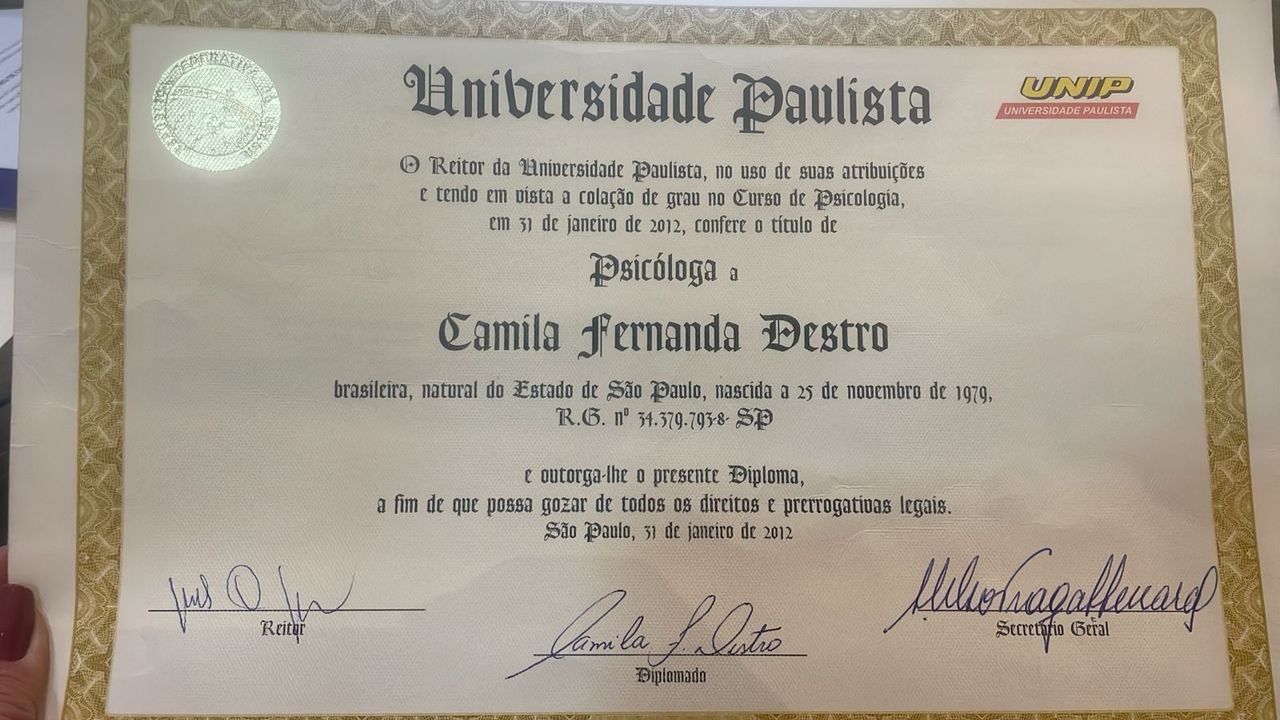 Universidade Paulista
UNIP
UNIVERSIDADE PAULISTA
O Reitor da Universidade Paulista, no uso de suas atribuições
e tendo em vista a colação de grau no Curso de Psicologia,
em 31 de janeiro de 2012, confere o título de
Psicóloga a
Camila Fernanda Destro
brasileira, natural do Estado de São Paulo, nascida a 25 de novembro de 1979,
R.G. nº 34.379.793-8- SP
e outorga-lhe o presente Diploma,
a fim de que possa gozar de todos os direitos e prerrogativas legais.
São Paulo, 31 de janeiro de 2012
Reitor
Camila F. Destro
Diplomado
Secretário Geral